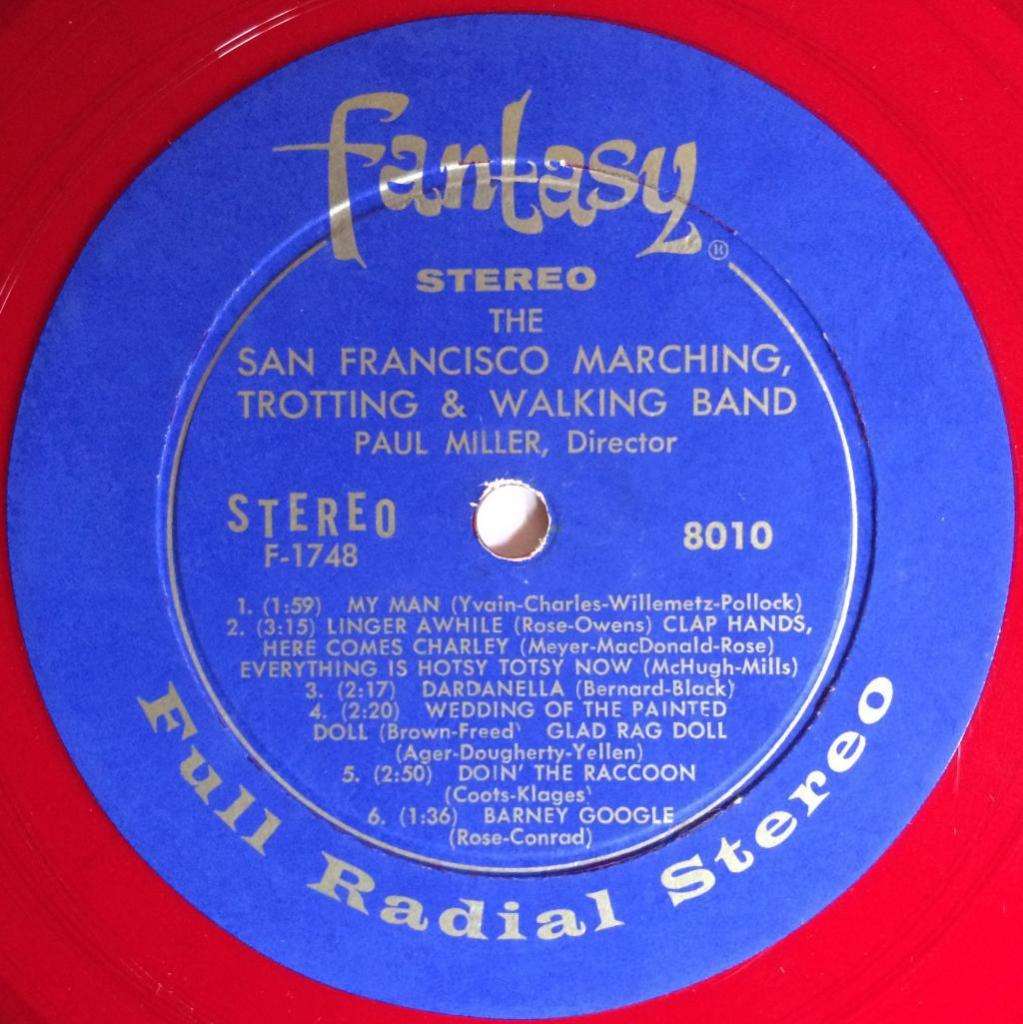 Fantasy ®
STEREO
THE
SAN FRANCISCO MARCHING,
TROTTING & WALKING BAND
PAUL MILLER, Director
STEREO
F-1748
8010
1. (1:59) MY MAN (Yvain-Charles-Willemetz-Pollock)
2. (3:15) LINGER AWHILE (Rose-Owens) CLAP HANDS,
HERE COMES CHARLEY (Meyer-MacDonald-Rose)
EVERYTHING IS HOTSY TOTSY NOW (McHugh-Mills)
3. (2:17) DARDANELLA (Bernard-Black)
4. (2:20) WEDDING OF THE PAINTED
DOLL (Brown-Freed) GLAD RAG DOLL
(Ager-Dougherty-Yellen)
5. (2:50) DOIN' THE RACCOON
(Coots-Klages)
6. (1:36) BARNEY GOOGLE
(Rose-Conrad)
Full Radial Stereo